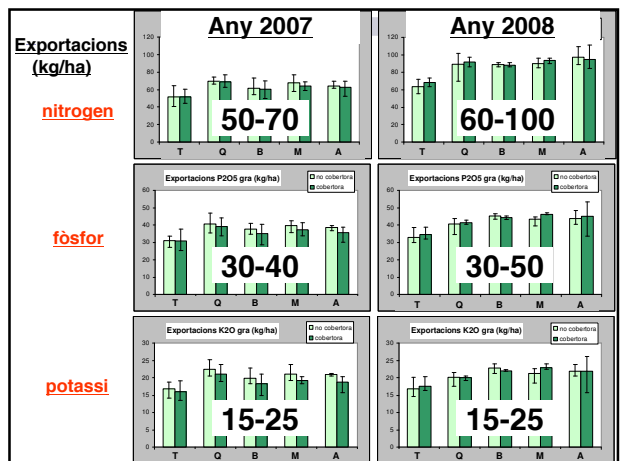 Any 2007
Any 2008
Exportacions
(kg/ha)
nitrogen
120
100
80
60
40
20
0
50-70
T Q B M A
120
100
80
60
40
20
0
60-100
T Q B M A
fòsfor
Exportacions P2O5 gra (kg/ha)
no cobertora
cobertora
60
50
40
30
20
10
0
30-40
T Q B M A
Exportacions P2O5 gra (kg/ha)
no cobertora
cobertora
60
50
40
30
20
10
0
30-50
T Q B M A
potassi
Exportacions K2O gra (kg/ha)
no cobertora
cobertora
30
25
20
15
10
5
0
15-25
T Q B M A
Exportacions K2O gra (kg/ha)
no cobertora
cobertora
30
25
20
15
10
5
0
15-25
T Q B M A